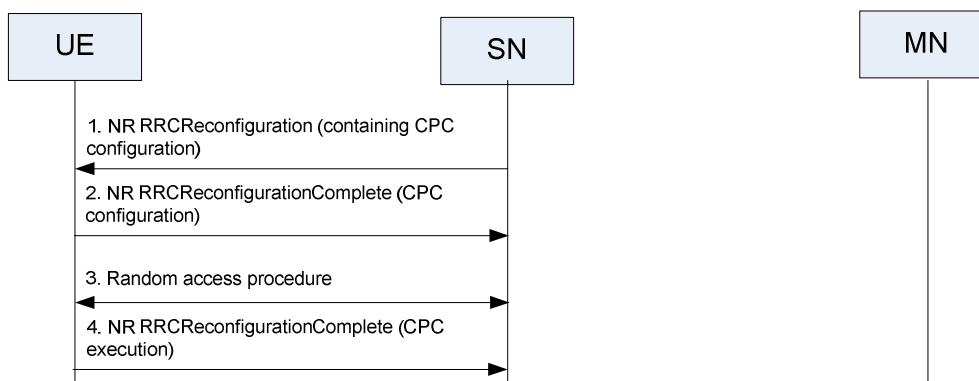 UE
SN
MN
1. NR RRCReconfiguration (containing CPC
configuration)
2. NR RRCReconfigurationComplete (CPC
configuration)
3. Random access procedure
4. NR RRCReconfigurationComplete (CPC
execution)